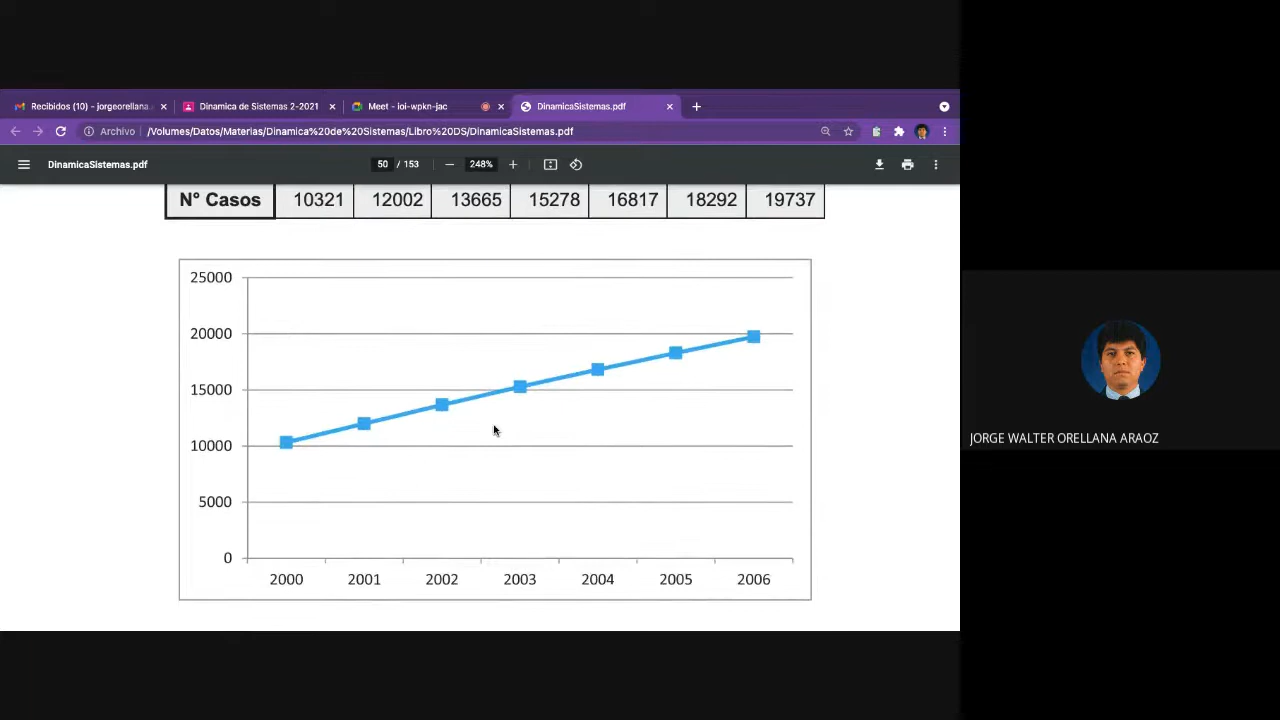 Recibidos (10) - jorgeorellana.
Dinamica de Sistemas 2-2021
Meet - ioi-wpkn-jac
DinamicaSistemas.pdf
Archivo /Volumes/Datos/Materias/Dinamica%20de%20Sistemas/Libro%20DS/DinamicaSistemas.pdf
DinamicaSistemas.pdf 50 / 153 248%
N° Casos 10321 12002 13665 15278 16817 18292 19737
25000
20000
15000
10000
5000
0
2000 2001 2002 2003 2004 2005 2006
JORGE WALTER ORELLANA ARAOZ